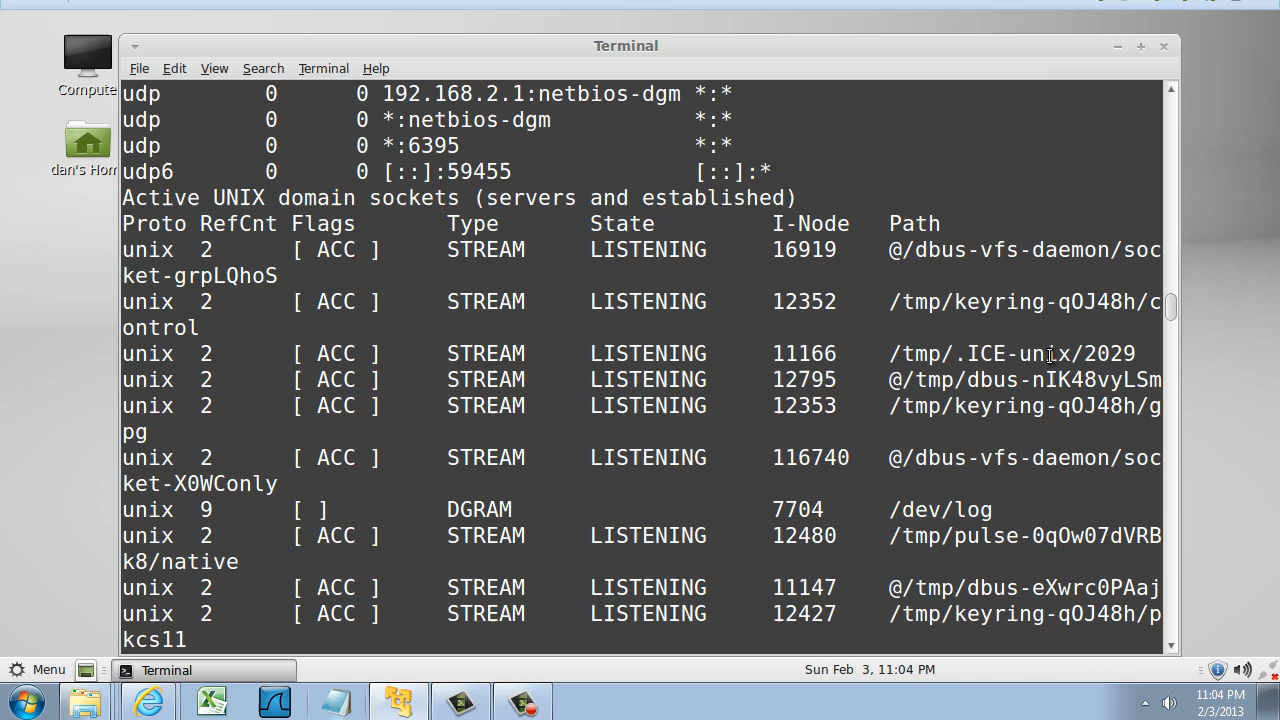 Terminal
Compute
dan's Hom
File Edit View Search Terminal Help
udp 0 0 192.168.2.1:netbios-dgm *:*
udp 0 0 *:netbios-dgm *:*
udp 0 0 *:6395 *:*
udp6 0 0 [::]:59455 [::]:*
Active UNIX domain sockets (servers and established)
Proto RefCnt Flags Type State I-Node Path
unix 2 [ ACC ] STREAM LISTENING 16919 @/dbus-vfs-daemon/soc
ket-grpLQhoS
unix 2 [ ACC ] STREAM LISTENING 12352 /tmp/keyring-qOJ48h/c
ontrol
unix 2 [ ACC ] STREAM LISTENING 11166 /tmp/.ICE-unix/2029
unix 2 [ ACC ] STREAM LISTENING 12795 @/tmp/dbus-nIK48vyLSm
unix 2 [ ACC ] STREAM LISTENING 12353 /tmp/keyring-qOJ48h/g
pg
unix 2 [ ACC ] STREAM LISTENING 116740 @/dbus-vfs-daemon/soc
ket-X0WConly
unix 9 [ ] DGRAM 7704 /dev/log
unix 2 [ ACC ] STREAM LISTENING 12480 /tmp/pulse-0qOw07dVRB
k8/native
unix 2 [ ACC ] STREAM LISTENING 11147 @/tmp/dbus-eXwrc0PAaj
unix 2 [ ACC ] STREAM LISTENING 12427 /tmp/keyring-qOJ48h/p
kcs11
Menu Terminal Sun Feb 3, 11:04 PM
11:04 PM
2/3/2013